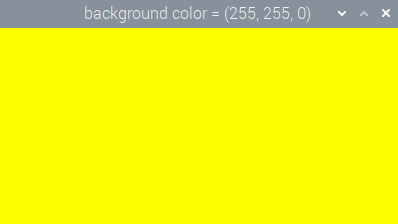 background color = (255, 255, 0)